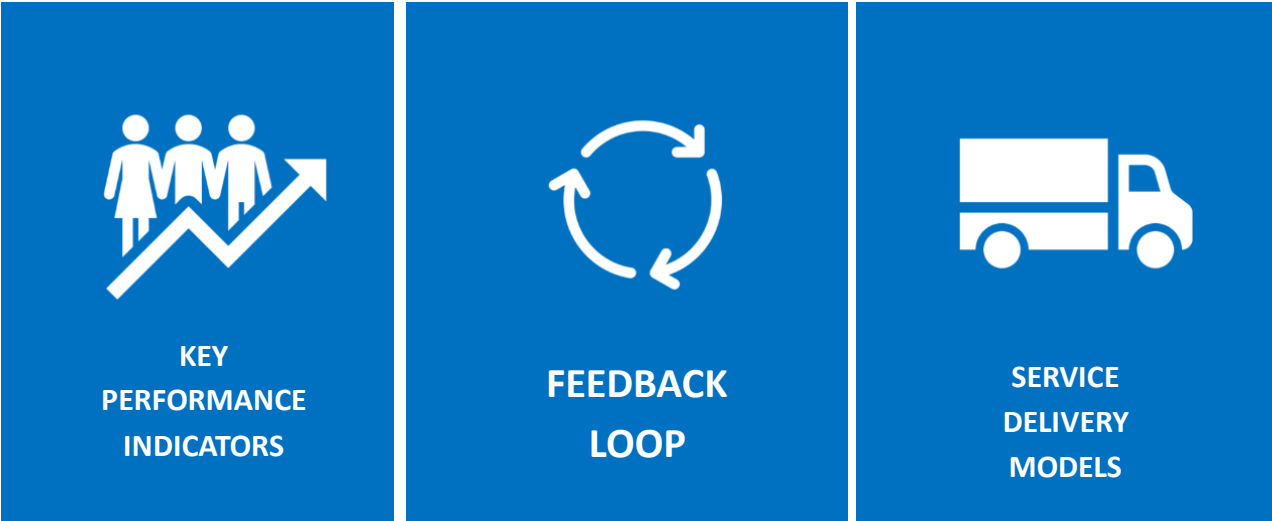 KEY
PERFORMANCE
INDICATORS
FEEDBACK
LOOP
SERVICE
DELIVERY
MODELS